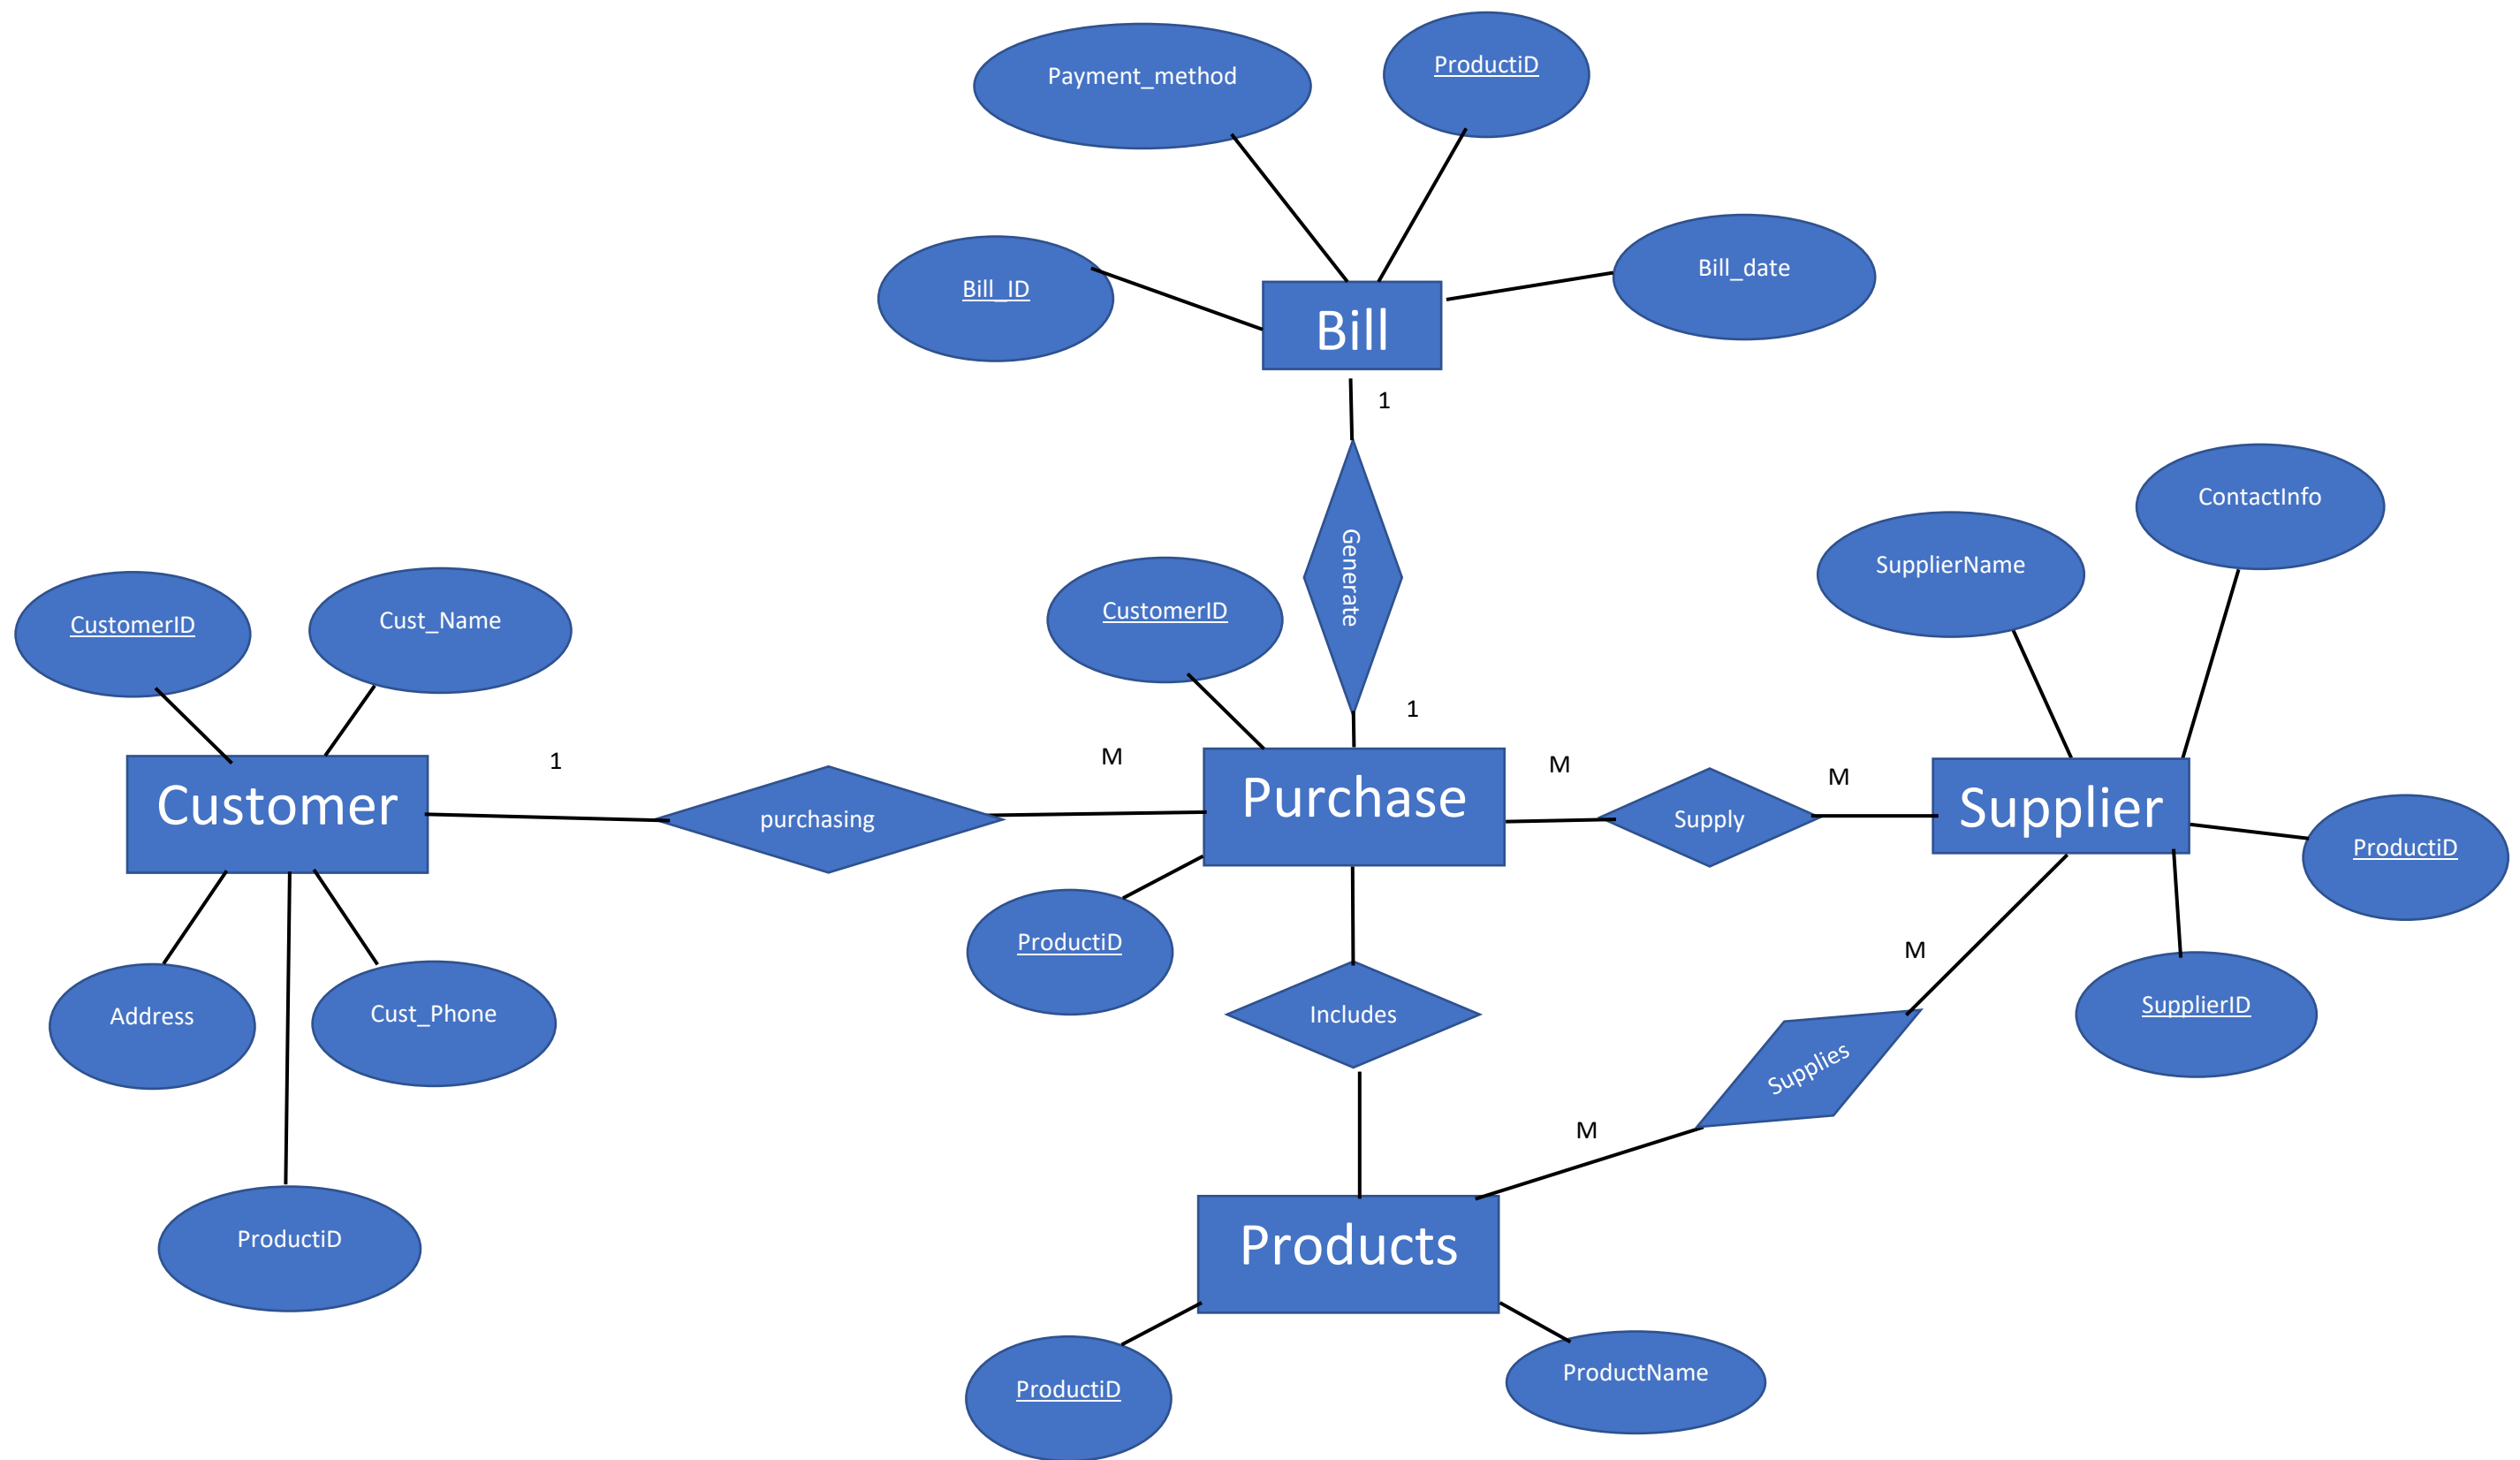 Payment_method
ProductiD
Bill_ID
Bill_date
Bill
1
Generate
ContactInfo
SupplierName
CustomerID
Cust_Name
CustomerID
1
1
M
M
M
Customer
purchasing
Purchase
Supply
Supplier
ProductiD
ProductiD
M
SupplierID
Address
Cust_Phone
Includes
Supplies
M
ProductiD
Products
ProductiD
ProductName